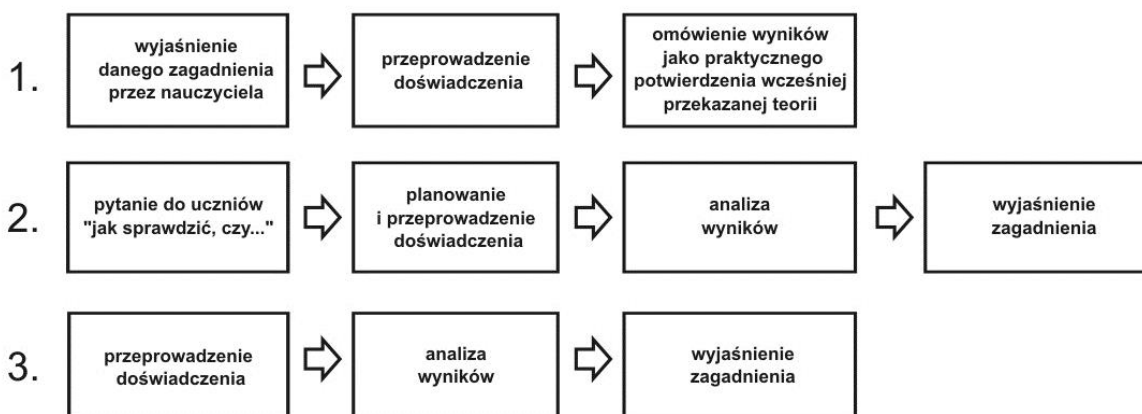 1.
wyjaśnienie
danego zagadnienia
przez nauczyciela
przeprowadzenie
doświadczenia
omówienie wyników
jako praktycznego
potwierdzenia wcześniej
przekazanej teorii
2.
pytanie do uczniów
"jak sprawdzić, czy..."
planowanie
i przeprowadzenie
doświadczenia
analiza
wyników
wyjaśnienie
zagadnienia
3.
przeprowadzenie
doświadczenia
analiza
wyników
wyjaśnienie
zagadnienia